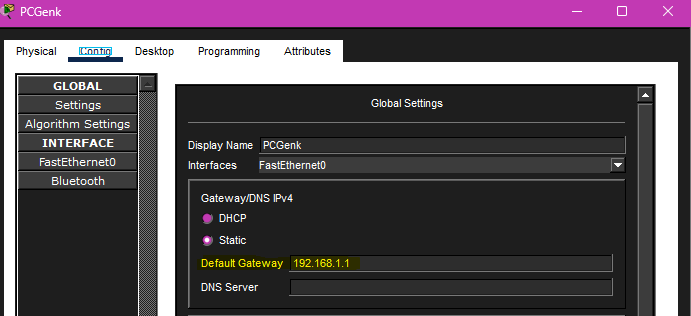 PCGenk
Physical Config Desktop Programming Attributes
GLOBAL
Settings
Algorithm Settings
INTERFACE
FastEthernet0
Bluetooth
Global Settings
Display Name PCGenk
Interfaces FastEthernet0
Gateway/DNS IPv4
DHCP
Static
Default Gateway 192.168.1.1
DNS Server